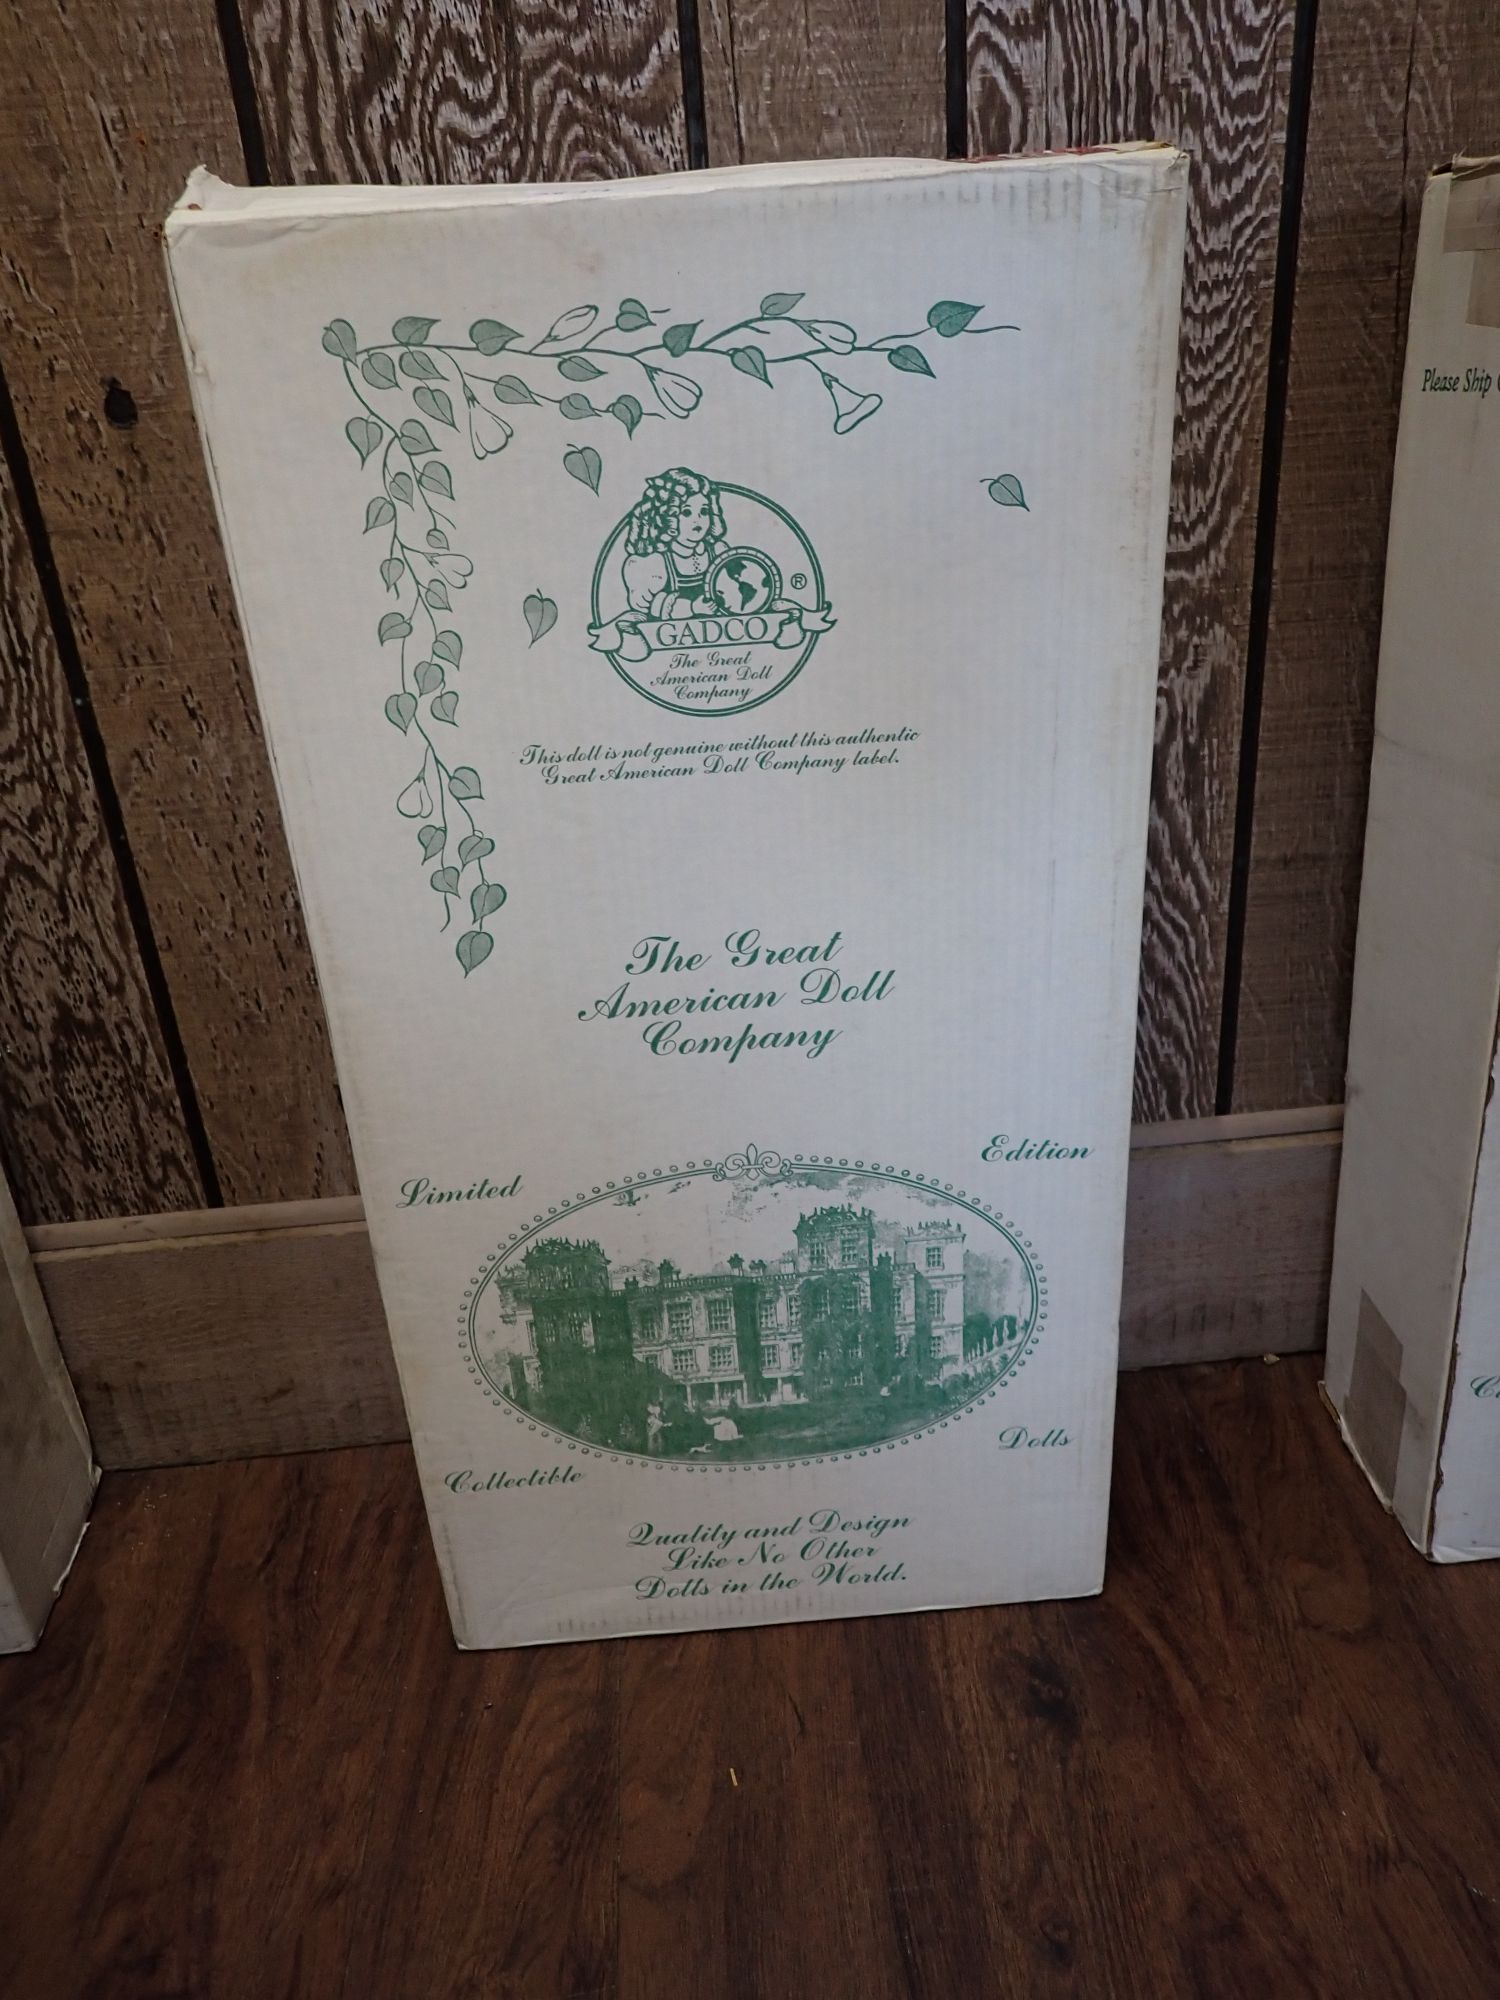 GADCO
®
The Great
American Doll
Company
This doll is not genuine without this authentic
Great American Doll Company label.
The Great
American Doll
Company
Limited
Edition
Collectible
Dolls
Quality and Design
Like No Other
Dolls in the World.
Please Ship